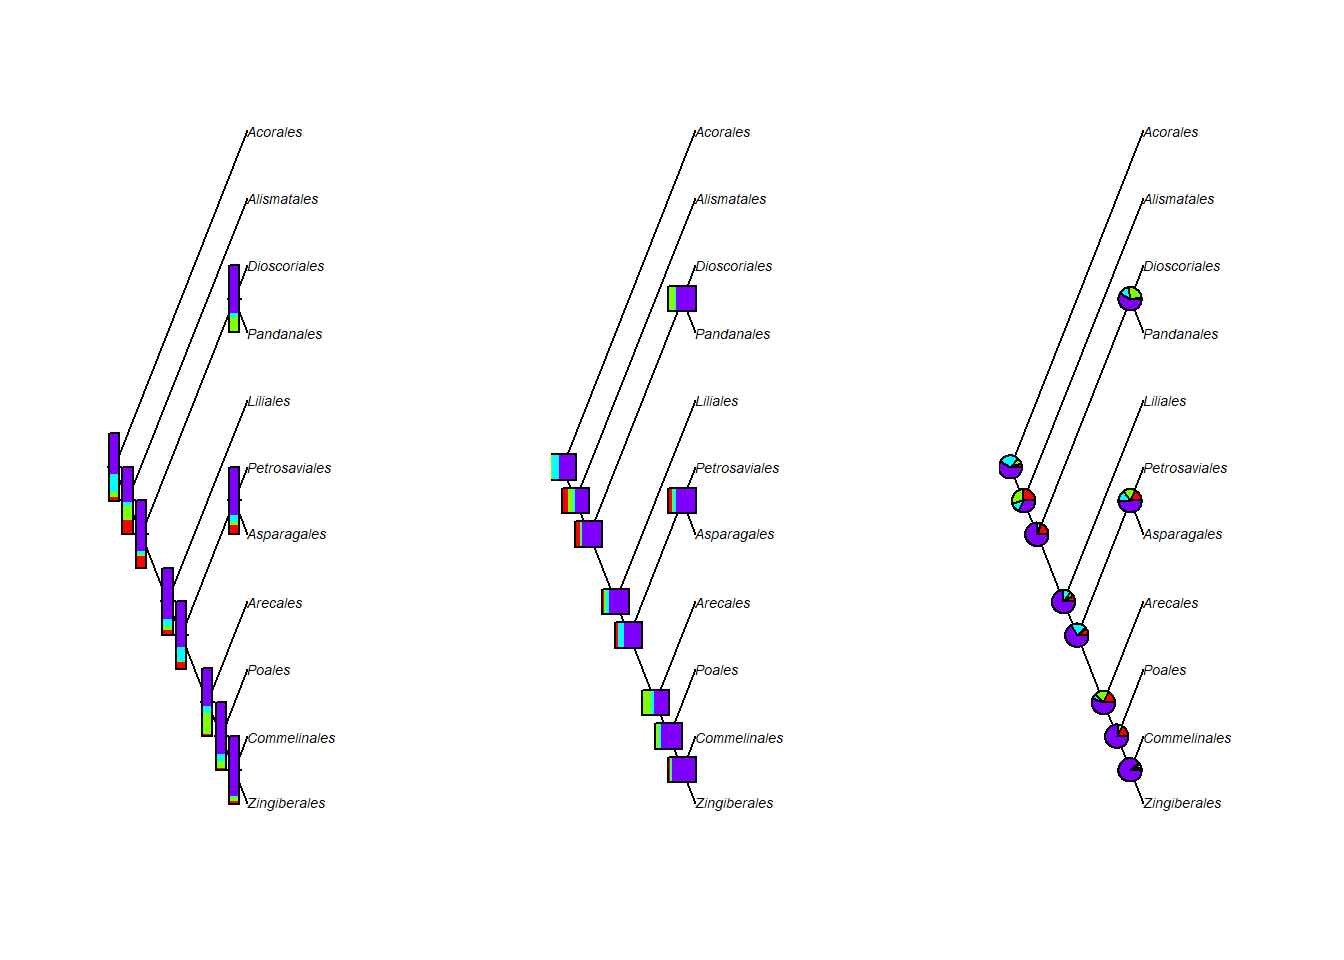 Acorales
Alismatales
Dioscoriales
Pandanales
Liliales
Petrosaviales
Asparagales
Arecales
Poales
Commelinales
Zingiberales
Acorales
Alismatales
Dioscoriales
Pandanales
Liliales
Petrosaviales
Asparagales
Arecales
Poales
Commelinales
Zingiberales
Acorales
Alismatales
Dioscoriales
Pandanales
Liliales
Petrosaviales
Asparagales
Arecales
Poales
Commelinales
Zingiberales